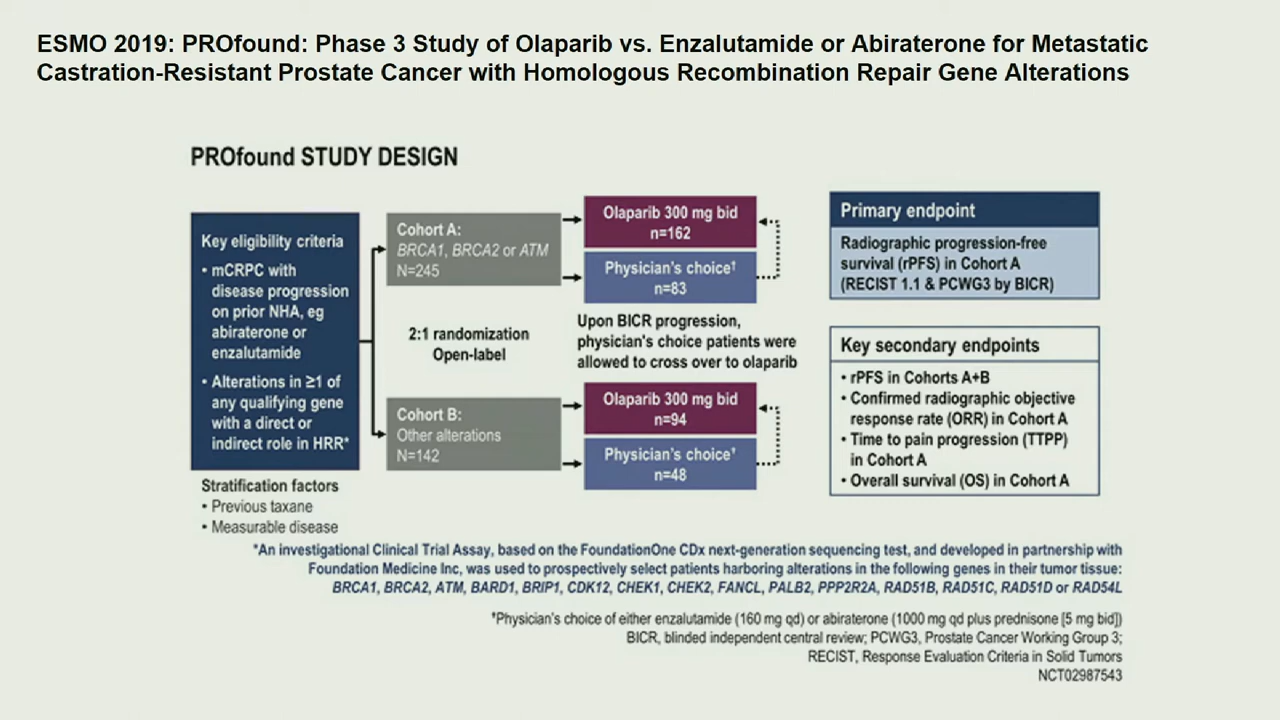 ESMO 2019: PROfound: Phase 3 Study of Olaparib vs. Enzalutamide or Abiraterone for Metastatic
Castration-Resistant Prostate Cancer with Homologous Recombination Repair Gene Alterations
PROfound STUDY DESIGN
Key eligibility criteria
• mCRPC with
disease progression
on prior NHA, eg
abiraterone or
enzalutamide
• Alterations in ≥1 of
any qualifying gene
with a direct or
indirect role in HRR*
Stratification factors
• Previous taxane
• Measurable disease
Cohort A:
BRCA1, BRCA2 or ATM
N=245
2:1 randomization
Open-label
Cohort B:
Other alterations
N=142
Olaparib 300 mg bid
n=162
Physician's choice†
n=83
Upon BICR progression,
physician's choice patients were
allowed to cross over to olaparib
Olaparib 300 mg bid
n=94
Physician's choice†
n=48
Primary endpoint
Radiographic progression-free
survival (rPFS) in Cohort A
(RECIST 1.1 & PCWG3 by BICR)
Key secondary endpoints
• rPFS in Cohorts A+B
• Confirmed radiographic objective
response rate (ORR) in Cohort A
• Time to pain progression (TTPP)
in Cohort A
• Overall survival (OS) in Cohort A
*An investigational Clinical Trial Assay, based on the FoundationOne CDx next-generation sequencing test, and developed in partnership with
Foundation Medicine Inc, was used to prospectively select patients harboring alterations in the following genes in their tumor tissue:
BRCA1, BRCA2, ATM, BARD1, BRIP1, CDK12, CHEK1, CHEK2, FANCL, PALB2, PPP2R2A, RAD51B, RAD51C, RAD51D or RAD54L
†Physician's choice of either enzalutamide (160 mg qd) or abiraterone (1000 mg qd plus prednisone [5 mg bid])
BICR, blinded independent central review; PCWG3, Prostate Cancer Working Group 3;
RECIST, Response Evaluation Criteria in Solid Tumors
NCT02987543